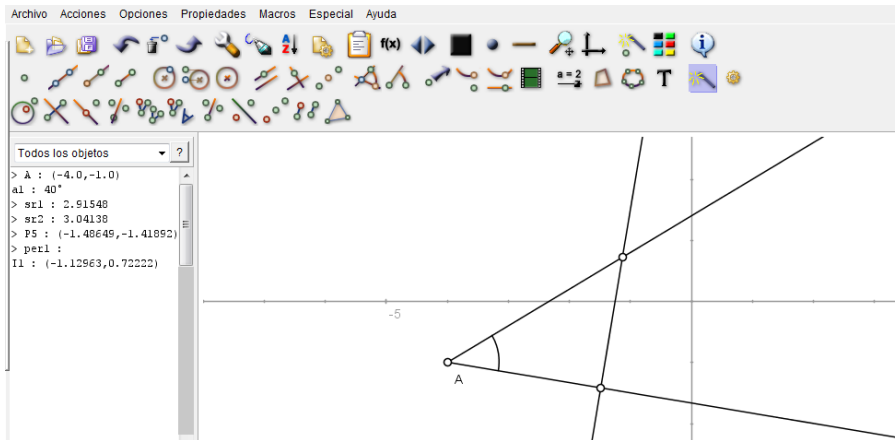 Archivo Acciones Opciones Propiedades Macros Especial Ayuda
A Z f(x) i
a=2 T
Todos los objetos ?
> A : (-4.0,-1.0)
a1 : 40°
> sr1 : 2.91548
> sr2 : 3.04138
> P5 : (-1.48649,-1.41892)
> per1 :
I1 : (-1.12963,0.72222)
-5
A